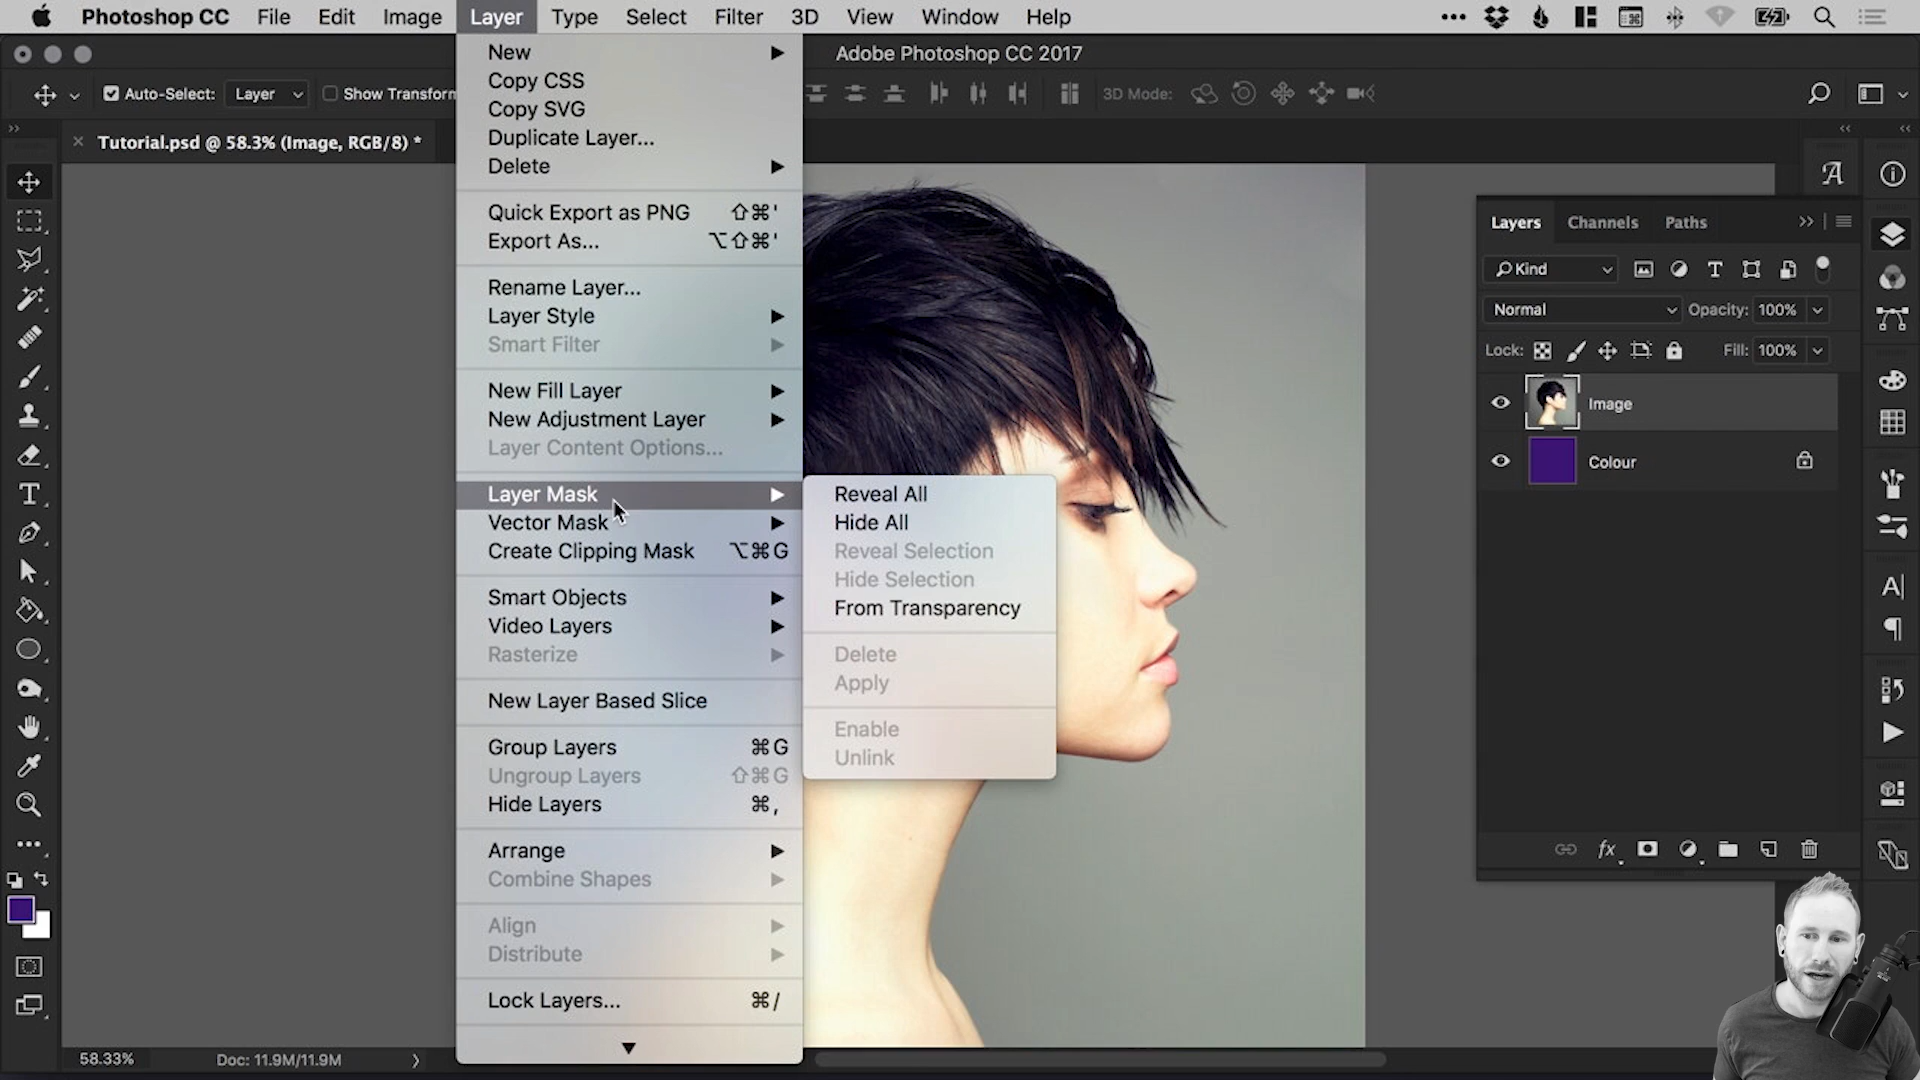 Photoshop CC File Edit Image Layer Type Select Filter 3D View Window Help
Adobe Photoshop CC 2017
Auto-Select: Layer Show Transform 3D Mode:
Tutorial.psd @ 58.3% (Image, RGB/8) *
New
Copy CSS
Copy SVG
Duplicate Layer...
Delete
Quick Export as PNG ⇧⌘'
Export As... ⌥⇧⌘'
Rename Layer...
Layer Style
Smart Filter
New Fill Layer
New Adjustment Layer
Layer Content Options...
Layer Mask
Vector Mask
Create Clipping Mask ⌥⌘G
Smart Objects
Video Layers
Rasterize
New Layer Based Slice
Group Layers ⌘G
Ungroup Layers ⇧⌘G
Hide Layers ⌘,
Arrange
Combine Shapes
Align
Distribute
Lock Layers... ⌘/
Reveal All
Hide All
Reveal Selection
Hide Selection
From Transparency
Delete
Apply
Enable
Unlink
Layers Channels Paths
Kind
Normal Opacity: 100%
Lock: Fill: 100%
Image
Colour
fx
58.33% Doc: 11.9M/11.9M